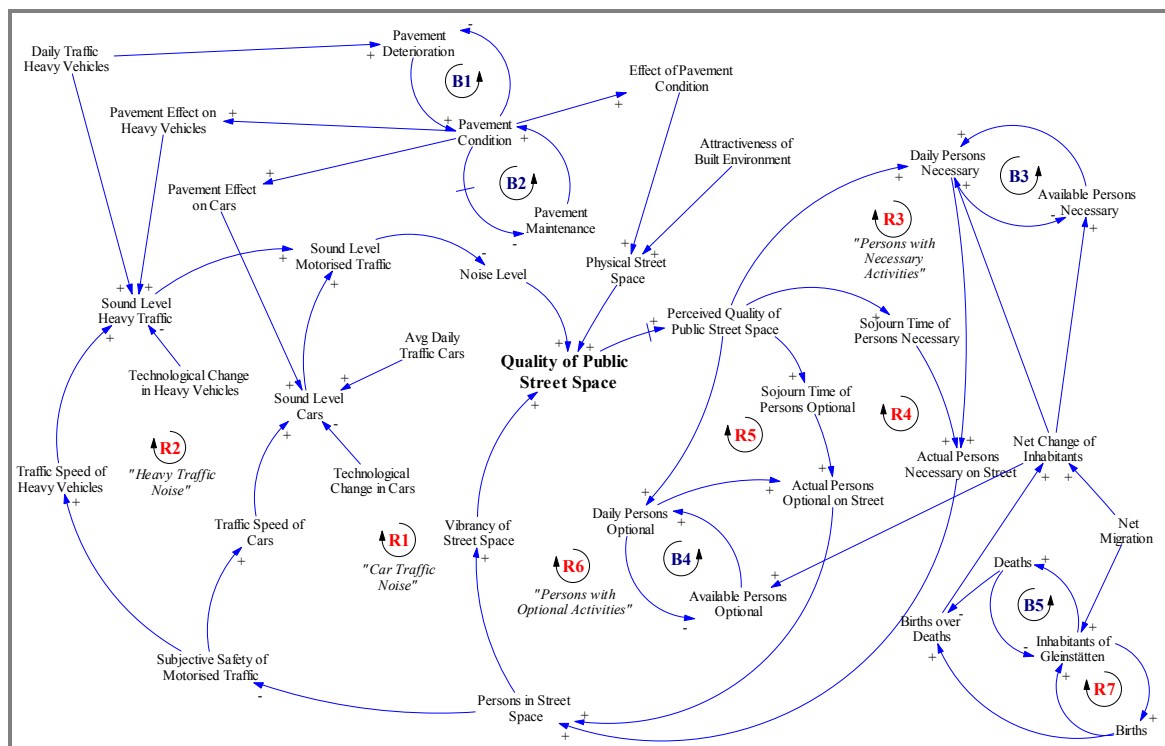 Daily Traffic
Heavy Vehicles
Pavement
Deterioration
B1
Effect of Pavement
Condition
Pavement Effect on
Heavy Vehicles
Pavement
Condition
Attractiveness of
Built Environment
Daily Persons
Necessary
B3
Available Persons
Necessary
Pavement Effect
on Cars
B2
Pavement
Maintenance
R3
"Persons with
Necessary
Activities"
Sound Level
Motorised Traffic
Noise Level
Physical Street
Space
Sound Level
Heavy Traffic
Perceived Quality of
Public Street Space
Sojourn Time of
Persons Necessary
Avg Daily
Traffic Cars
Quality of Public
Street Space
Technological Change
in Heavy Vehicles
Sound Level
Cars
Sojourn Time of
Persons Optional
R4
R5
R2
"Heavy Traffic
Noise"
Traffic Speed of
Heavy Vehicles
Technological
Change in Cars
Actual Persons
Necessary on Street
Net Change of
Inhabitants
Actual Persons
Optional on Street
Traffic Speed of
Cars
R1
"Car Traffic
Noise"
Vibrancy of
Street Space
Daily Persons
Optional
B4
Net
Migration
R6
"Persons with
Optional Activities"
Available Persons
Optional
Deaths
B5
Births over
Deaths
Inhabitants of
Gleinstätten
Subjective Safety of
Motorised Traffic
R7
Persons in Street
Space
Births